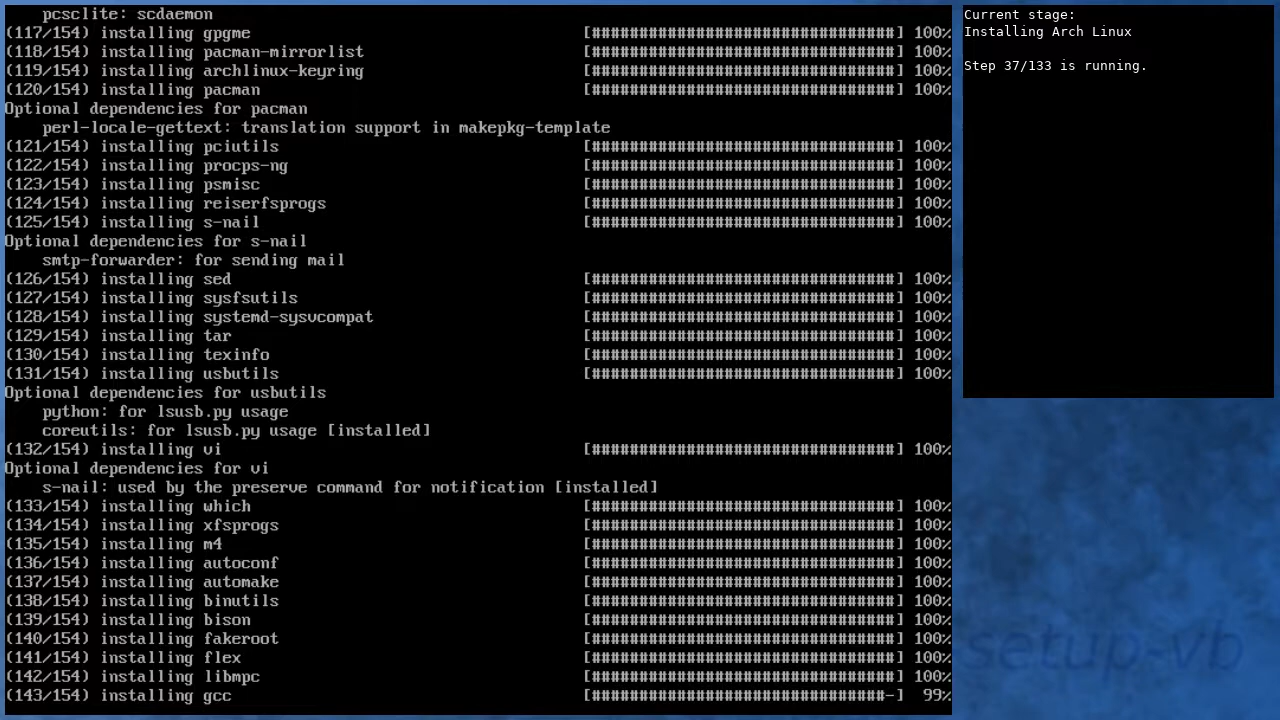 pcsclite: scdaemon
(117/154) installing gpgme [################################] 100%
(118/154) installing pacman-mirrorlist [################################] 100%
(119/154) installing archlinux-keyring [################################] 100%
(120/154) installing pacman [################################] 100%
Optional dependencies for pacman
    perl-locale-gettext: translation support in makepkg-template
(121/154) installing pciutils [################################] 100%
(122/154) installing procps-ng [################################] 100%
(123/154) installing psmisc [################################] 100%
(124/154) installing reiserfsprogs [################################] 100%
(125/154) installing s-nail [################################] 100%
Optional dependencies for s-nail
    smtp-forwarder: for sending mail
(126/154) installing sed [################################] 100%
(127/154) installing sysfsutils [################################] 100%
(128/154) installing systemd-sysvcompat [################################] 100%
(129/154) installing tar [################################] 100%
(130/154) installing texinfo [################################] 100%
(131/154) installing usbutils [################################] 100%
Optional dependencies for usbutils
    python: for lsusb.py usage
    coreutils: for lsusb.py usage [installed]
(132/154) installing vi [################################] 100%
Optional dependencies for vi
    s-nail: used by the preserve command for notification [installed]
(133/154) installing which [################################] 100%
(134/154) installing xfsprogs [################################] 100%
(135/154) installing m4 [################################] 100%
(136/154) installing autoconf [################################] 100%
(137/154) installing automake [################################] 100%
(138/154) installing binutils [################################] 100%
(139/154) installing bison [################################] 100%
(140/154) installing fakeroot [################################] 100%
(141/154) installing flex [################################] 100%
(142/154) installing libmpc [################################] 100%
(143/154) installing gcc [###############################-] 99%
Current stage:
Installing Arch Linux
Step 37/133 is running.
setup-vb